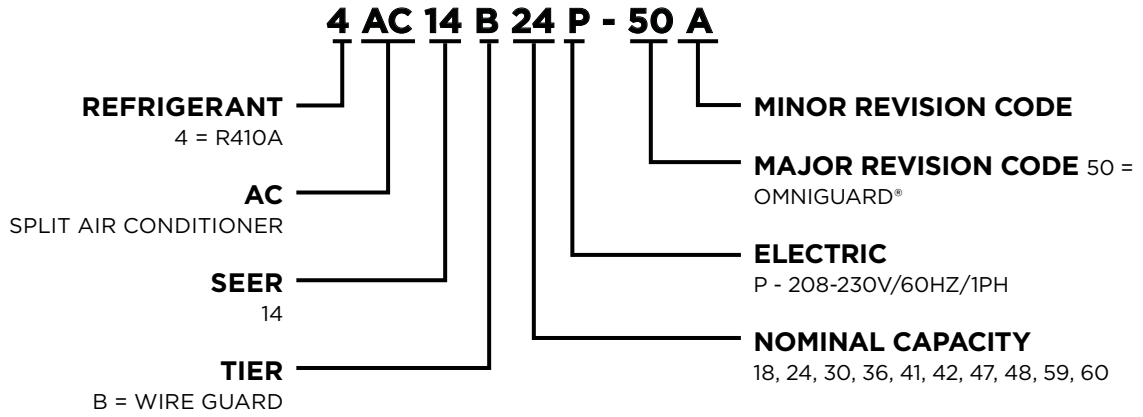 4 AC 14 B 24 P - 50 A
REFRIGERANT
4 = R410A
AC
SPLIT AIR CONDITIONER
SEER
14
TIER
B = WIRE GUARD
MINOR REVISION CODE
MAJOR REVISION CODE 50 =
OMNIGUARD®
ELECTRIC
P - 208-230V/60HZ/1PH
NOMINAL CAPACITY
18, 24, 30, 36, 41, 42, 47, 48, 59, 60